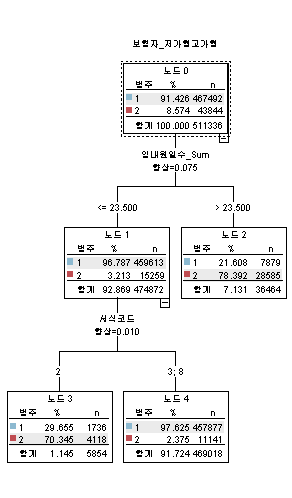 보험자_저가형고가형
노드 0
범주 % n
1 91.426 467492
2 8.574 43844
합계 100.000 511336
입내원일수_Sum
향상=0.075
<= 23.500
> 23.500
노드 1
범주 % n
1 96.787 459613
2 3.213 15259
합계 92.869 474872
노드 2
범주 % n
1 21.608 7879
2 78.392 28585
합계 7.131 36464
서식코드
향상=0.010
2
3; 8
노드 3
범주 % n
1 29.655 1736
2 70.345 4118
합계 1.145 5854
노드 4
범주 % n
1 97.625 457877
2 2.375 11141
합계 91.724 469018